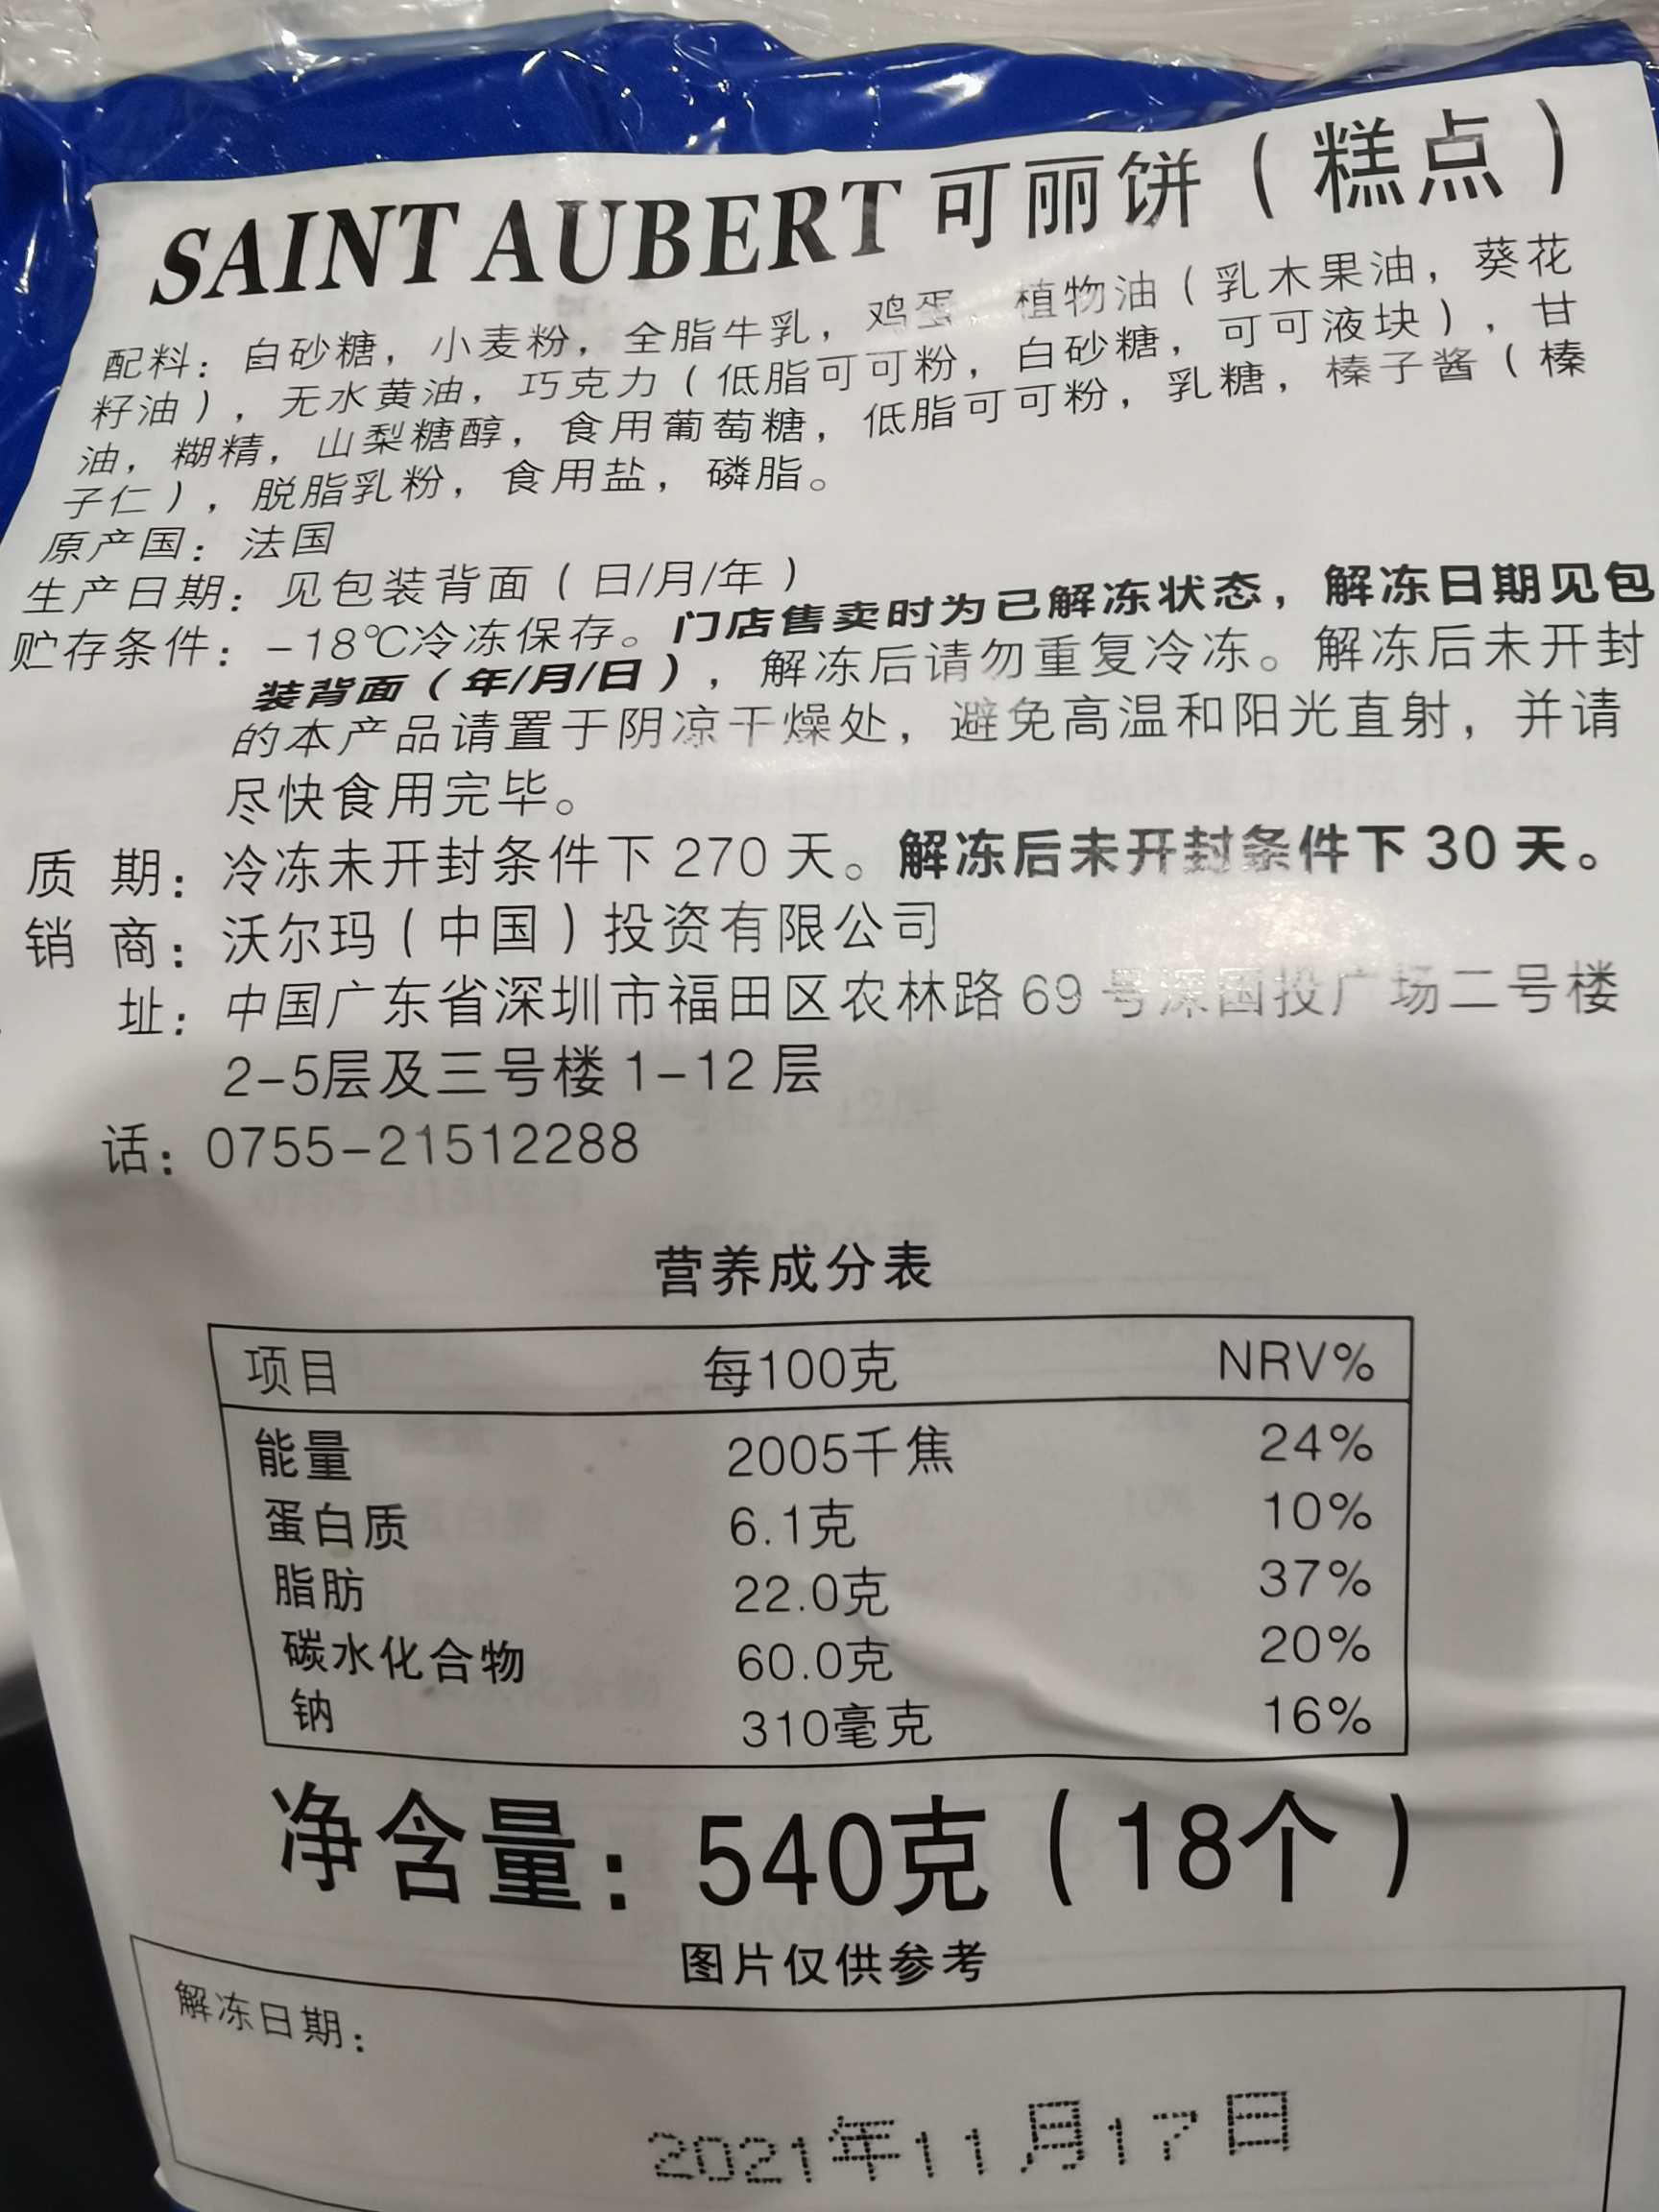 SAINT AUBERT 可丽饼（糕点）
配料：白砂糖，小麦粉，全脂牛乳，鸡蛋，植物油（乳木果油，葵花
籽油），无水黄油，巧克力（低脂可可粉，白砂糖，可可液块），甘
油，糊精，山梨糖醇，食用葡萄糖，低脂可可粉，乳糖，榛子酱（榛
子仁），脱脂乳粉，食用盐，磷脂。
原产国：法国
生产日期：见包装背面（日/月/年）
贮存条件：-18℃冷冻保存。门店售卖时为已解冻状态，解冻日期见包
装背面（年/月/日），解冻后请勿重复冷冻。解冻后未开封
的本产品请置于阴凉干燥处，避免高温和阳光直射，并请
尽快食用完毕。
质 期：冷冻未开封条件下 270 天。解冻后未开封条件下 30 天。
销 商：沃尔玛（中国）投资有限公司
址：中国广东省深圳市福田区农林路 69 号深国投广场二号楼
2-5层及三号楼 1-12 层
话：0755-21512288
营养成分表
项目 每100克 NRV%
能量 2005千焦 24%
蛋白质 6.1克 10%
脂肪 22.0克 37%
碳水化合物 60.0克 20%
钠 310毫克 16%
净含量：540克（18个）
图片仅供参考
解冻日期：
2021年11月17日